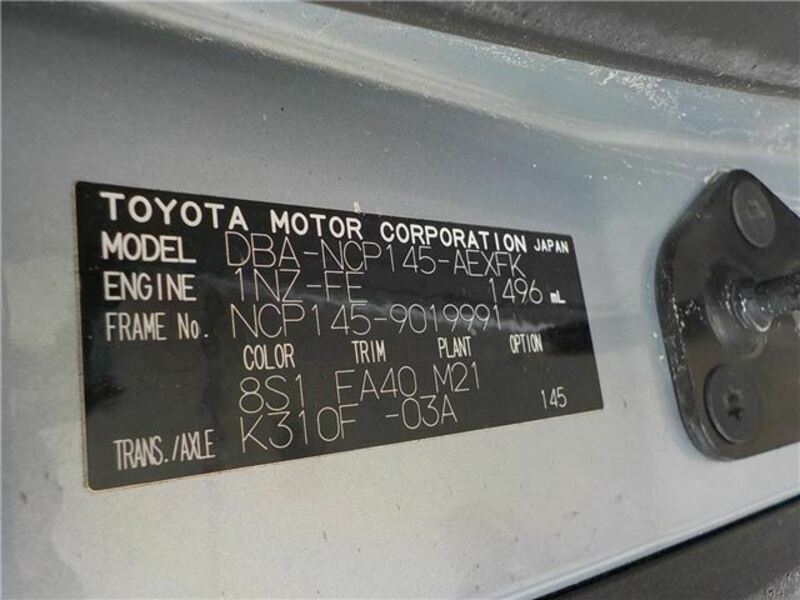 TOYOTA MOTOR CORPORATION JAPAN
MODEL DBA-NCP145-AEXFK
ENGINE 1NZ-FE 1496 mL
FRAME No. NCP145-9019991
COLOR TRIM PLANT OPTION
8S1 FA40 M21
TRANS./AXLE K310F -03A 145